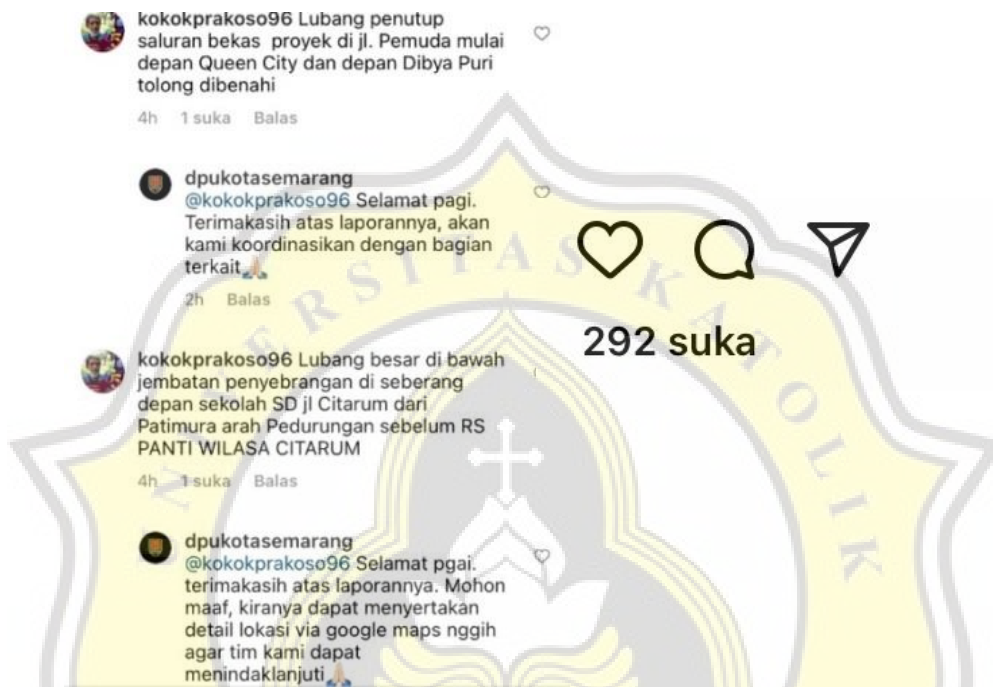 kokokprakoso96 Lubang penutup
saluran bekas proyek di jl. Pemuda mulai
depan Queen City dan depan Dibya Puri
tolong dibenahi
4h 1 suka Balas
dpukotasemarang
@kokokprakoso96 Selamat pagi.
Terimakasih atas laporannya, akan
kami koordinasikan dengan bagian
terkait🙏🏼
2h Balas
292 suka
kokokprakoso96 Lubang besar di bawah
jembatan penyebrangan di seberang
depan sekolah SD jl Citarum dari
Patimura arah Pedurungan sebelum RS
PANTI WILASA CITARUM
4h 1 suka Balas
dpukotasemarang
@kokokprakoso96 Selamat pgai.
terimakasih atas laporannya. Mohon
maaf, kiranya dapat menyertakan
detail lokasi via google maps nggih
agar tim kami dapat
menindaklanjuti🙏🏼
NIVERSITAS KATOLIK